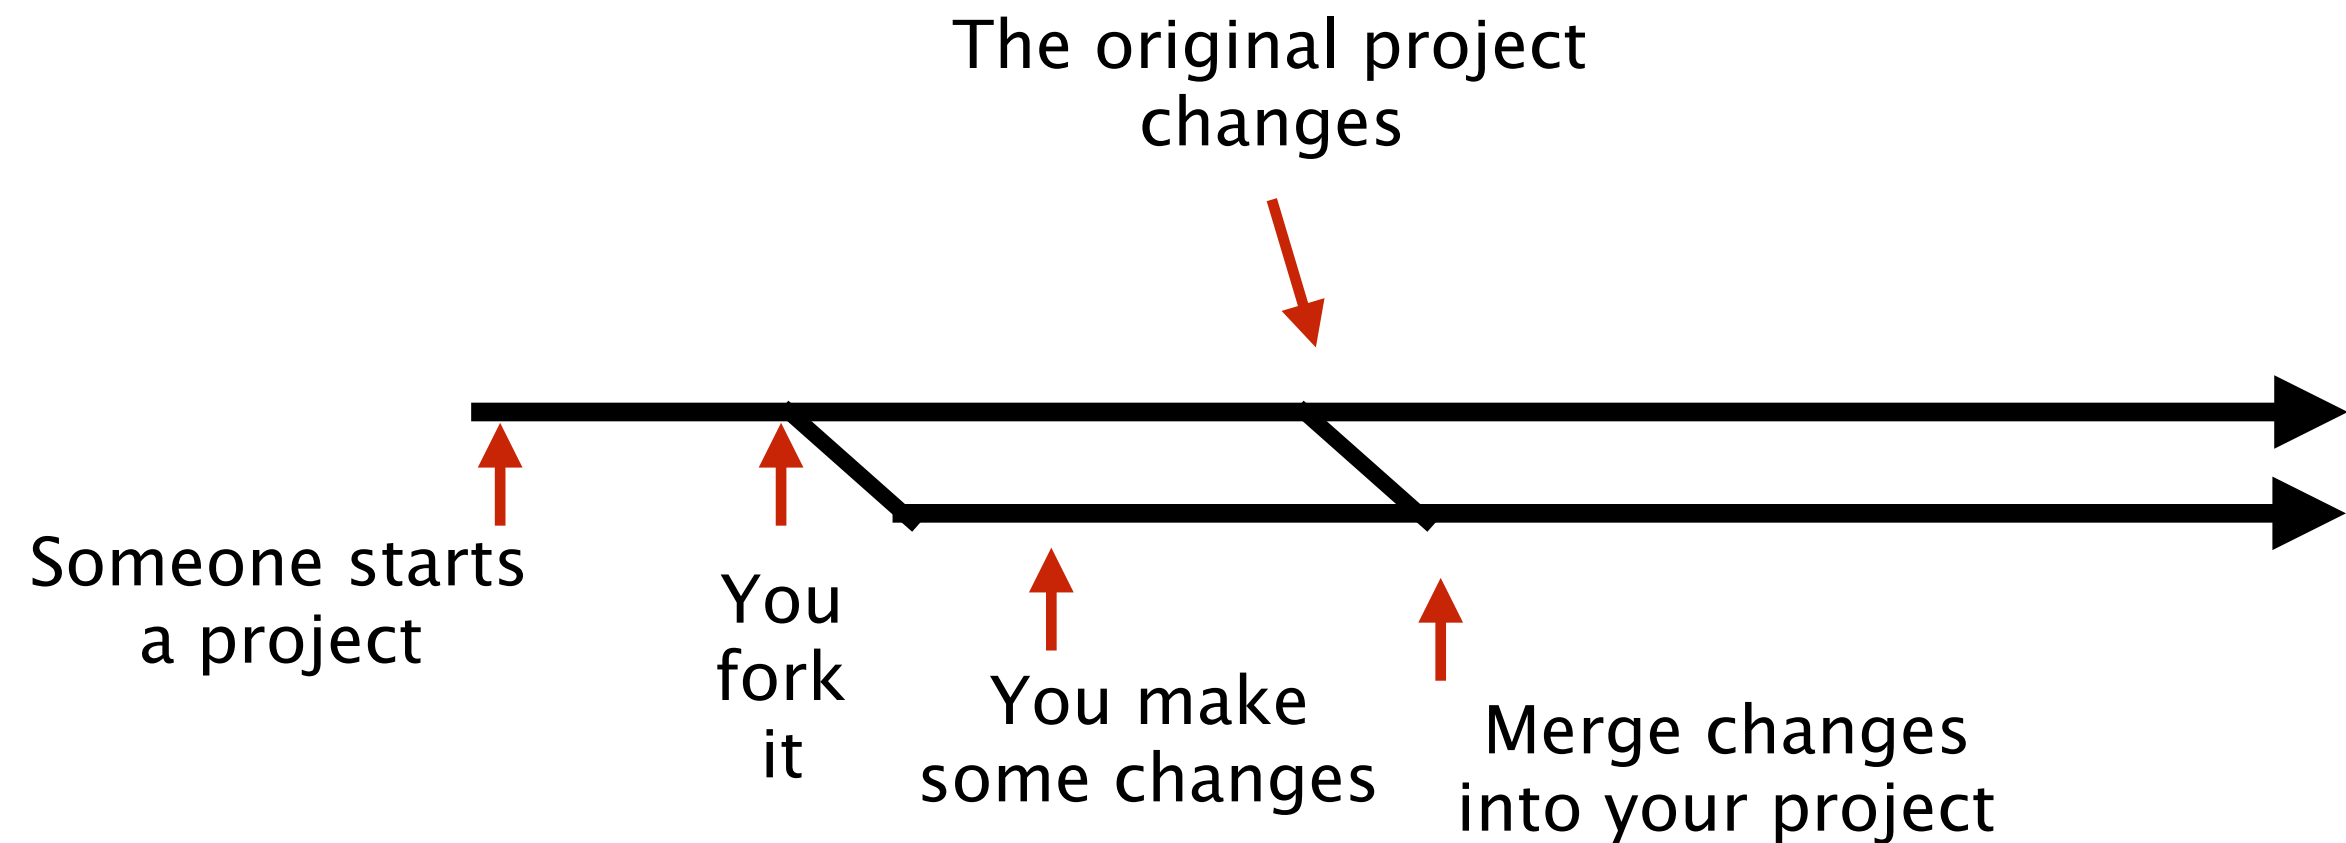 The original project
changes
Someone starts
a project
You
fork
it
You make
some changes
Merge changes
into your project